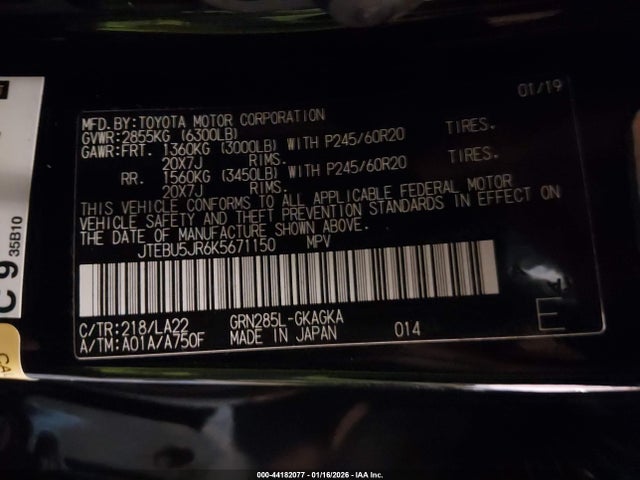 01/19
MFD.BY:TOYOTA MOTOR CORPORATION
GVWR:2855KG (6300LB)
GAWR:FRT. 1360KG (3000LB) WITH P245/60R20 TIRES.
20X7J RIMS.
RR. 1560KG (3450LB) WITH P245/60R20 TIRES.
20X7J RIMS.
THIS VEHICLE CONFORMS TO ALL APPLICABLE FEDERAL MOTOR
VEHICLE SAFETY AND THEFT PREVENTION STANDARDS IN EFFECT ON
THE DATE OF MANUFACTURE SHOWN ABOVE.
JTEBU5JR6K5671150 MPV
C/TR:218/LA22 GRN285L-GKAGKA
A/TM:A01A/A750F MADE IN JAPAN 014
E
C 9
35B10
CA
000-44182077 - 01/16/2026 - IAA Inc.